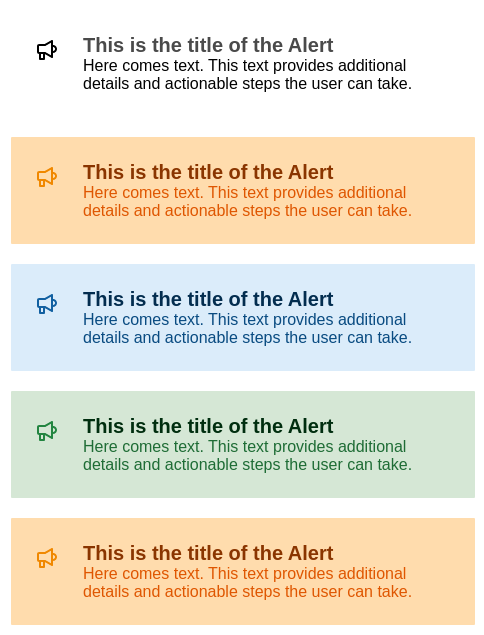 This is the title of the Alert
Here comes text. This text provides additional
details and actionable steps the user can take.
This is the title of the Alert
Here comes text. This text provides additional
details and actionable steps the user can take.
This is the title of the Alert
Here comes text. This text provides additional
details and actionable steps the user can take.
This is the title of the Alert
Here comes text. This text provides additional
details and actionable steps the user can take.
This is the title of the Alert
Here comes text. This text provides additional
details and actionable steps the user can take.